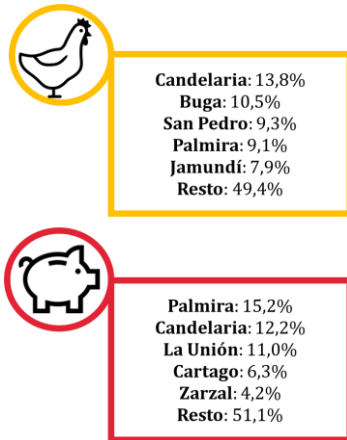 Candelaria: 13,8%
Buga: 10,5%
San Pedro: 9,3%
Palmira: 9,1%
Jamundí: 7,9%
Resto: 49,4%
Palmira: 15,2%
Candelaria: 12,2%
La Unión: 11,0%
Cartago: 6,3%
Zarzal: 4,2%
Resto: 51,1%